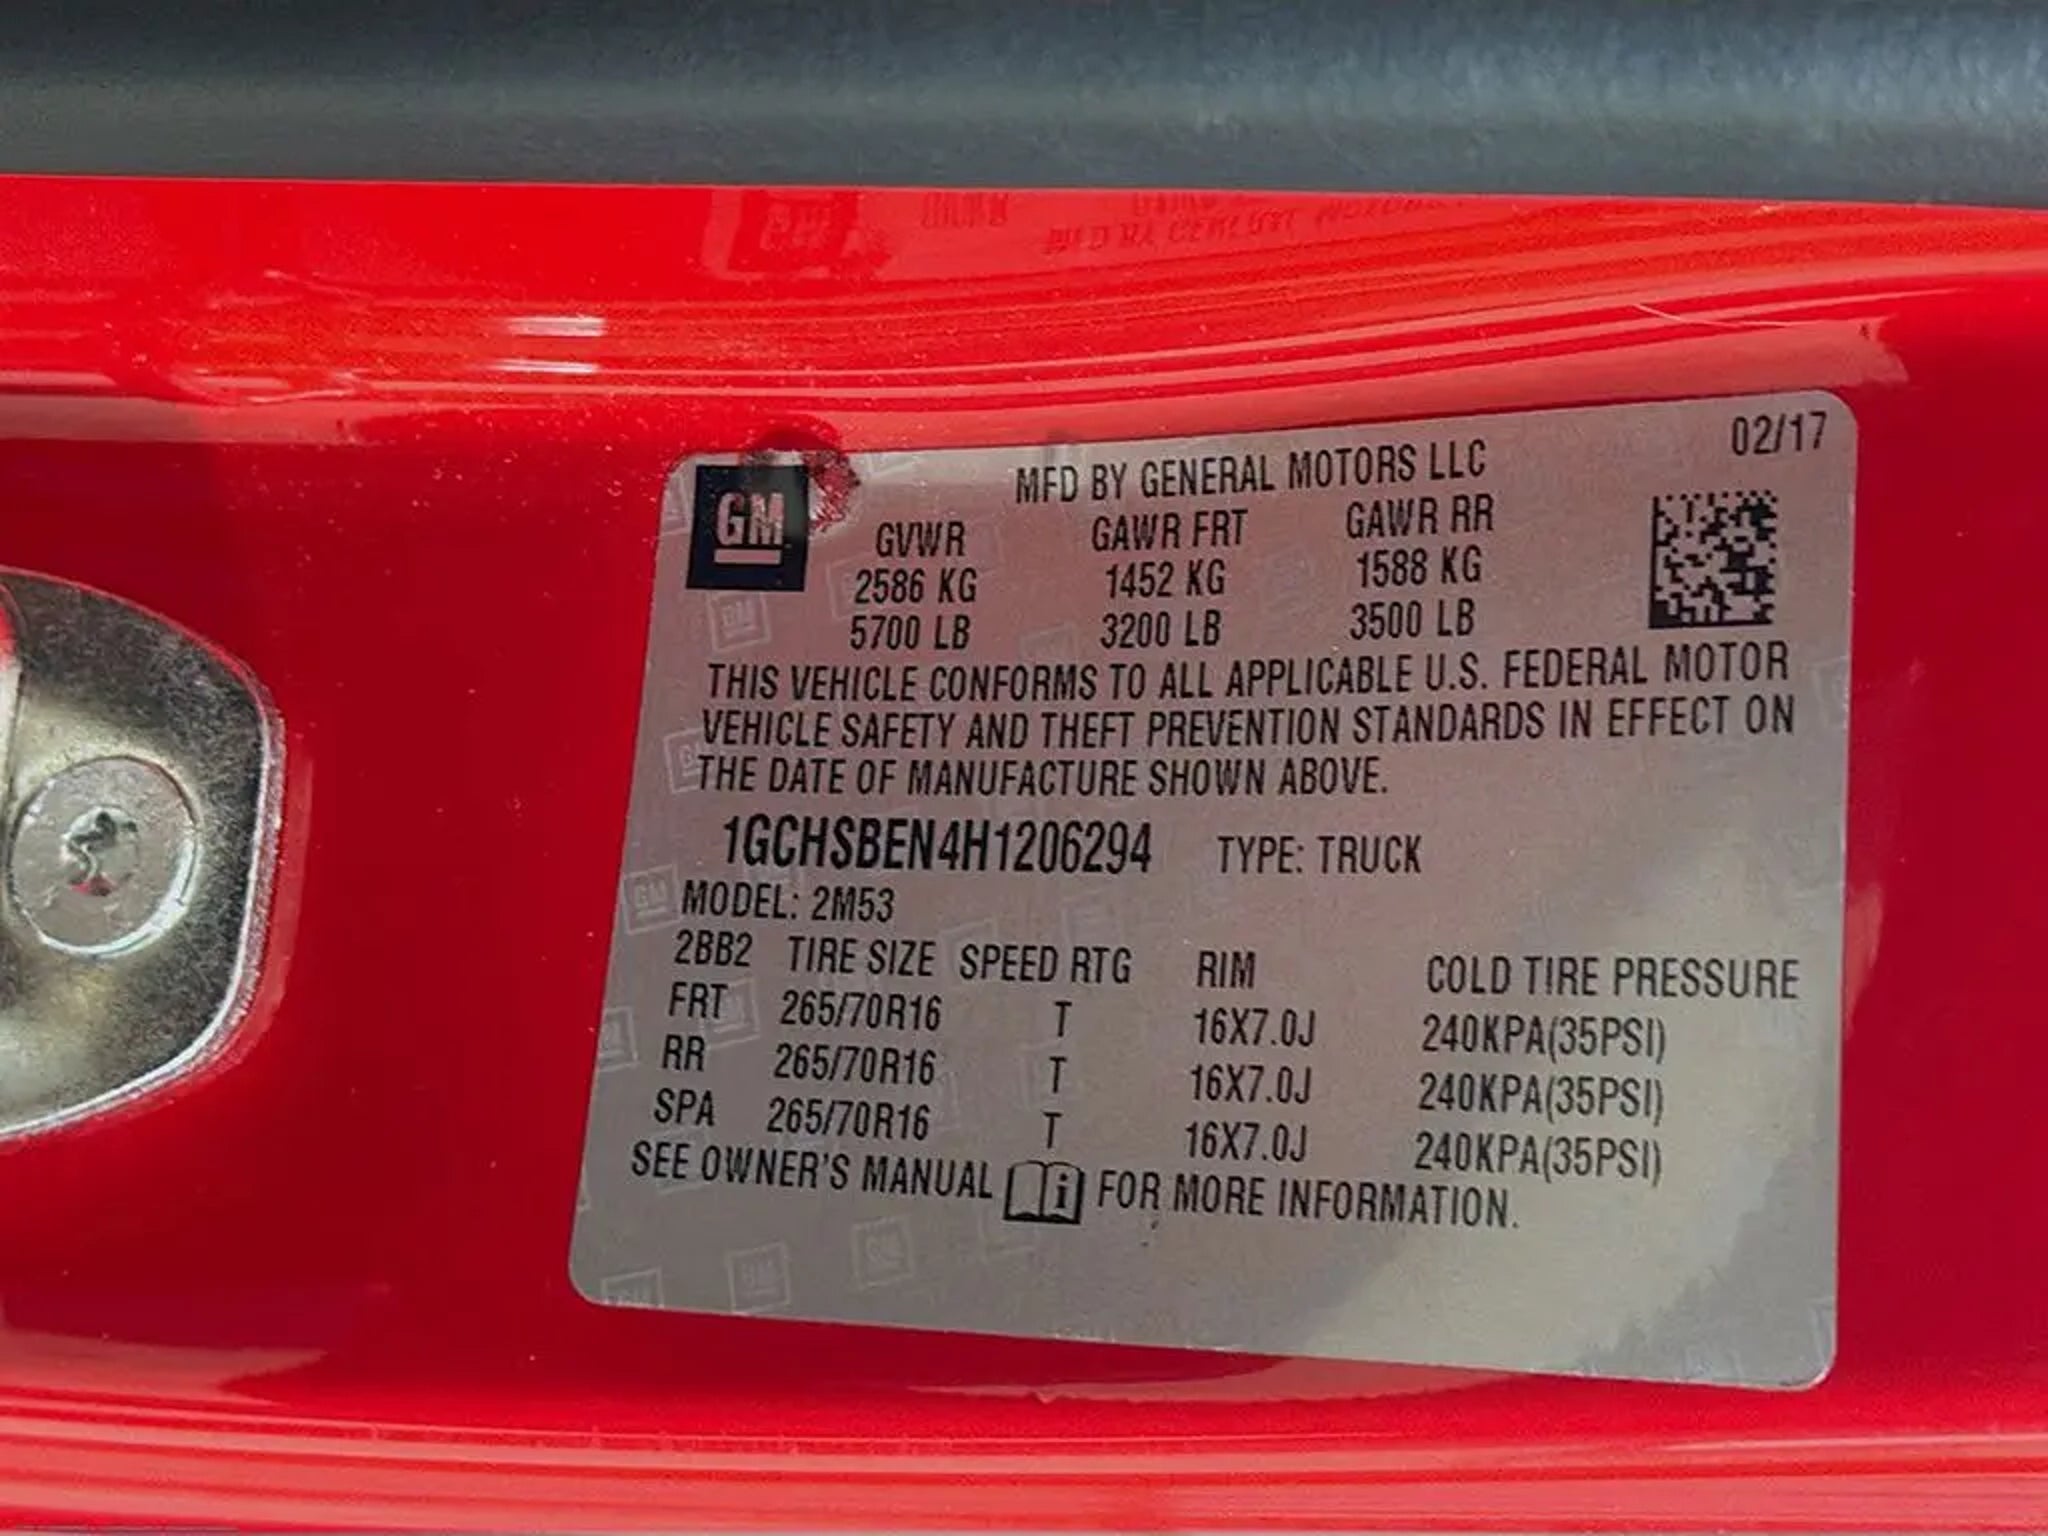 02/17
GM
MFD BY GENERAL MOTORS LLC
GVWR GAWR FRT GAWR RR
2586 KG 1452 KG 1588 KG
5700 LB 3200 LB 3500 LB
THIS VEHICLE CONFORMS TO ALL APPLICABLE U.S. FEDERAL MOTOR
VEHICLE SAFETY AND THEFT PREVENTION STANDARDS IN EFFECT ON
THE DATE OF MANUFACTURE SHOWN ABOVE.
1GCHSBEN4H1206294 TYPE: TRUCK
MODEL: 2M53
2BB2 TIRE SIZE SPEED RTG RIM COLD TIRE PRESSURE
FRT 265/70R16 T 16X7.0J 240KPA(35PSI)
RR 265/70R16 T 16X7.0J 240KPA(35PSI)
SPA 265/70R16 T 16X7.0J 240KPA(35PSI)
SEE OWNER'S MANUAL i FOR MORE INFORMATION.